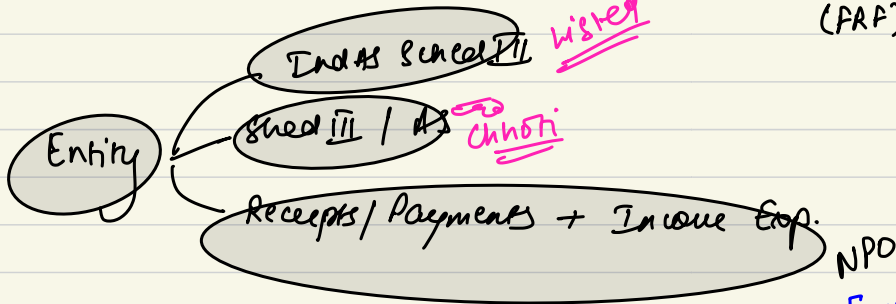 (FRF)
IndAS Sched III Listed
Sched III / AS Chhoti
Entity
Receipts/ Payments + Income Exp.
NPO